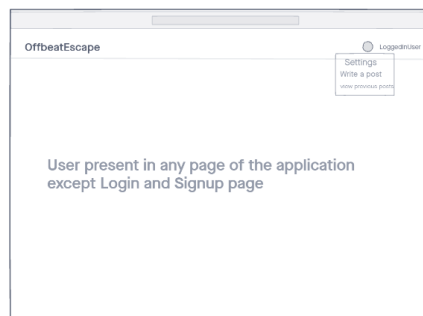 OffbeatEscape
LoggedinUser
Settings
Write a post
view previous posts
User present in any page of the application
except Login and Signup page